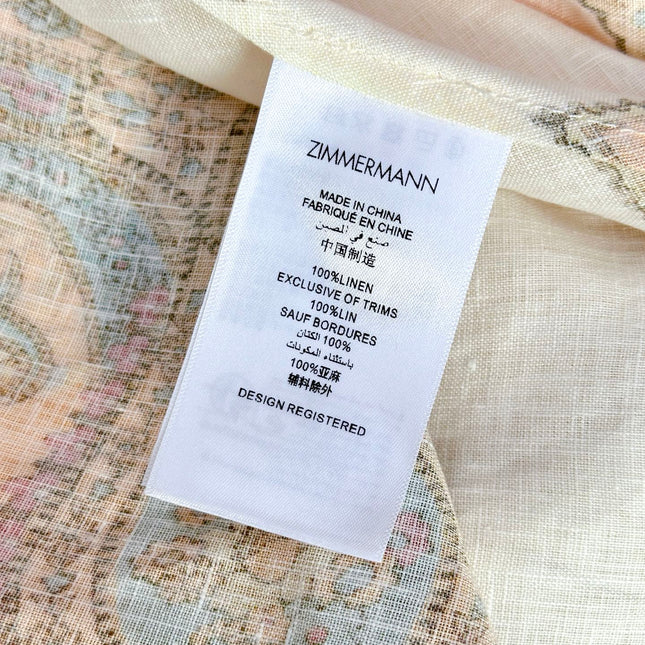 ZIMMERMANN
MADE IN CHINA
FABRIQUÉ EN CHINE
صنع في الصين
中国制造
100%LINEN
EXCLUSIVE OF TRIMS
100%LIN
SAUF BORDURES
100% الكتان
باستثناء المكونات
100%亚麻
辅料除外
DESIGN REGISTERED